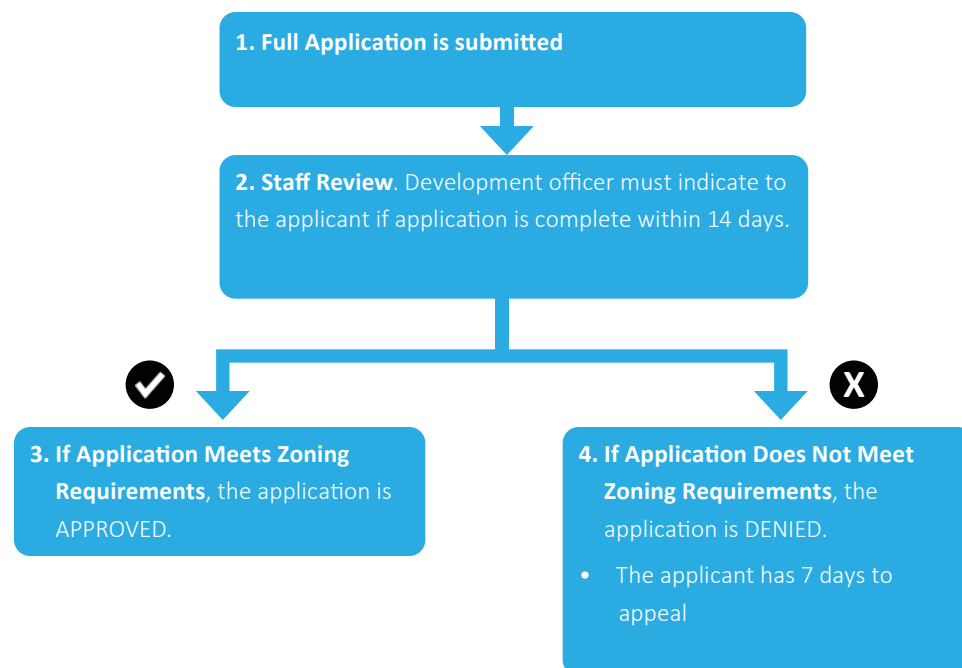 1. Full Application is submitted
2. Staff Review. Development officer must indicate to
the applicant if application is complete within 14 days.
3. If Application Meets Zoning
Requirements, the application is
APPROVED.
X
4. If Application Does Not Meet
Zoning Requirements, the
application is DENIED.
• The applicant has 7 days to
appeal